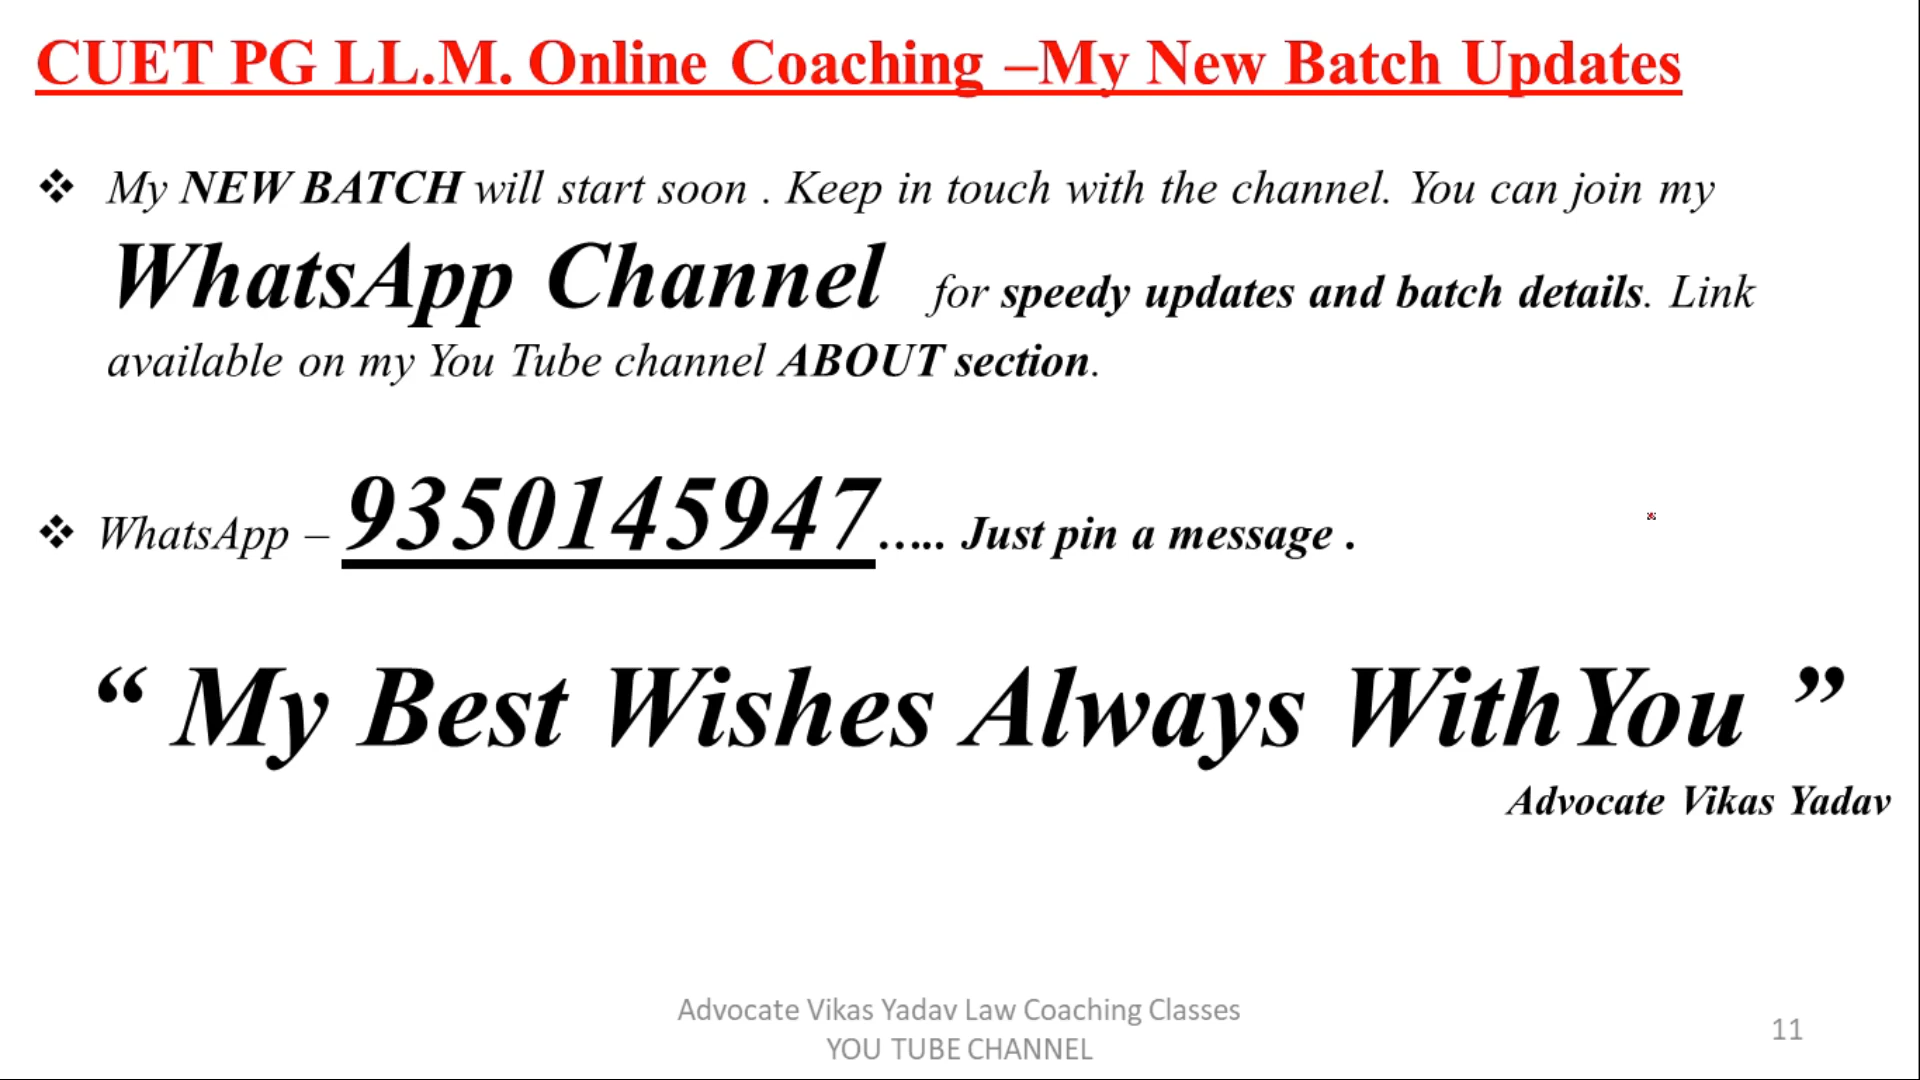 CUET PG LL.M. Online Coaching –My New Batch Updates
❖ My NEW BATCH will start soon . Keep in touch with the channel. You can join my
WhatsApp Channel for speedy updates and batch details. Link
available on my You Tube channel ABOUT section.
❖ WhatsApp – 9350145947..... Just pin a message .
“ My Best Wishes Always WithYou ”
Advocate Vikas Yadav
Advocate Vikas Yadav Law Coaching Classes
YOU TUBE CHANNEL
11